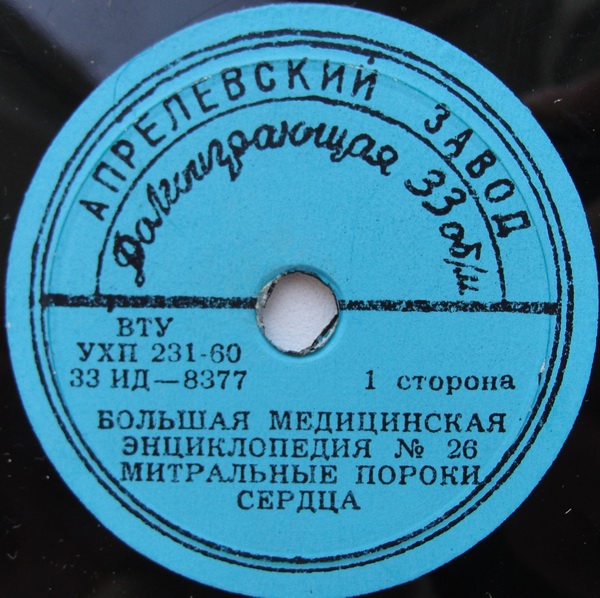 АПРЕЛЕВСКИЙ ЗАВОД
Долгоиграющая 33 об/м
ВТУ
УХП 231-60
33 ИД—8377
1 сторона
БОЛЬШАЯ МЕДИЦИНСКАЯ
ЭНЦИКЛОПЕДИЯ № 26
МИТРАЛЬНЫЕ ПОРОКИ
СЕРДЦА